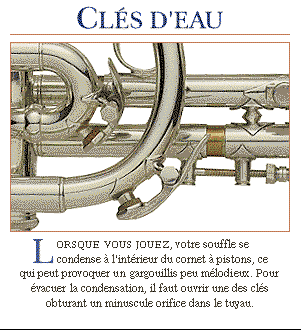 CLÉS D'EAU
LORSQUE VOUS JOUEZ, votre souffle se
condense à l'intérieur du cornet à pistons, ce
qui peut provoquer un gargouillis peu mélodieux. Pour
évacuer la condensation, il faut ouvrir une des clés
obturant un minuscule orifice dans le tuyau.